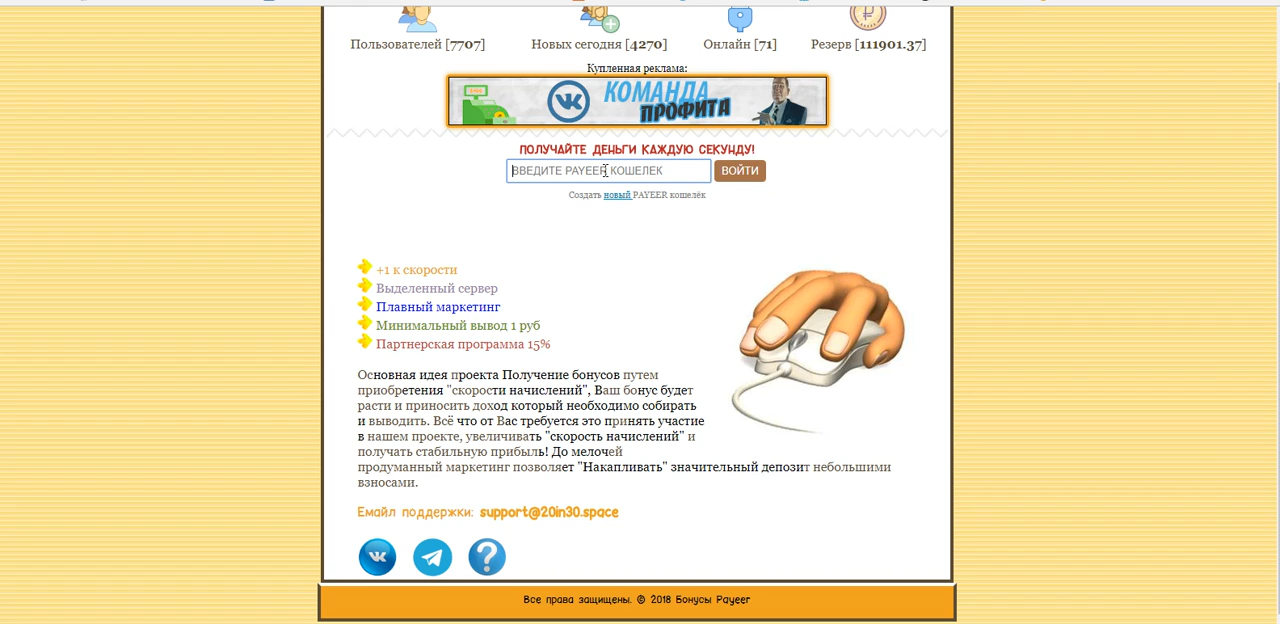 Пользователей [7707] Новых сегодня [4270] Онлайн [71] Резерв [111901.37]
Купленная реклама:
КОМАНДА
ПРОФИТА
ПОЛУЧАЙТЕ ДЕНЬГИ КАЖДУЮ СЕКУНДУ!
ВВЕДИТЕ PAYEER КОШЕЛЕК ВОЙТИ
Создать новый PAYEER кошелёк
+1 к скорости
Выделенный сервер
Плавный маркетинг
Минимальный вывод 1 руб
Партнерская программа 15%
Основная идея проекта Получение бонусов путем
приобретения "скорости начислений", Ваш бонус будет
расти и приносить доход который необходимо собирать
и выводить. Всё что от Вас требуется это принять участие
в нашем проекте, увеличивать "скорость начислений" и
получать стабильную прибыль! До мелочей
продуманный маркетинг позволяет "Накапливать" значительный депозит небольшими
взносами.
Емайл поддержки: support@20in30.space
Все права защищены. © 2018 Бонусы Payeer